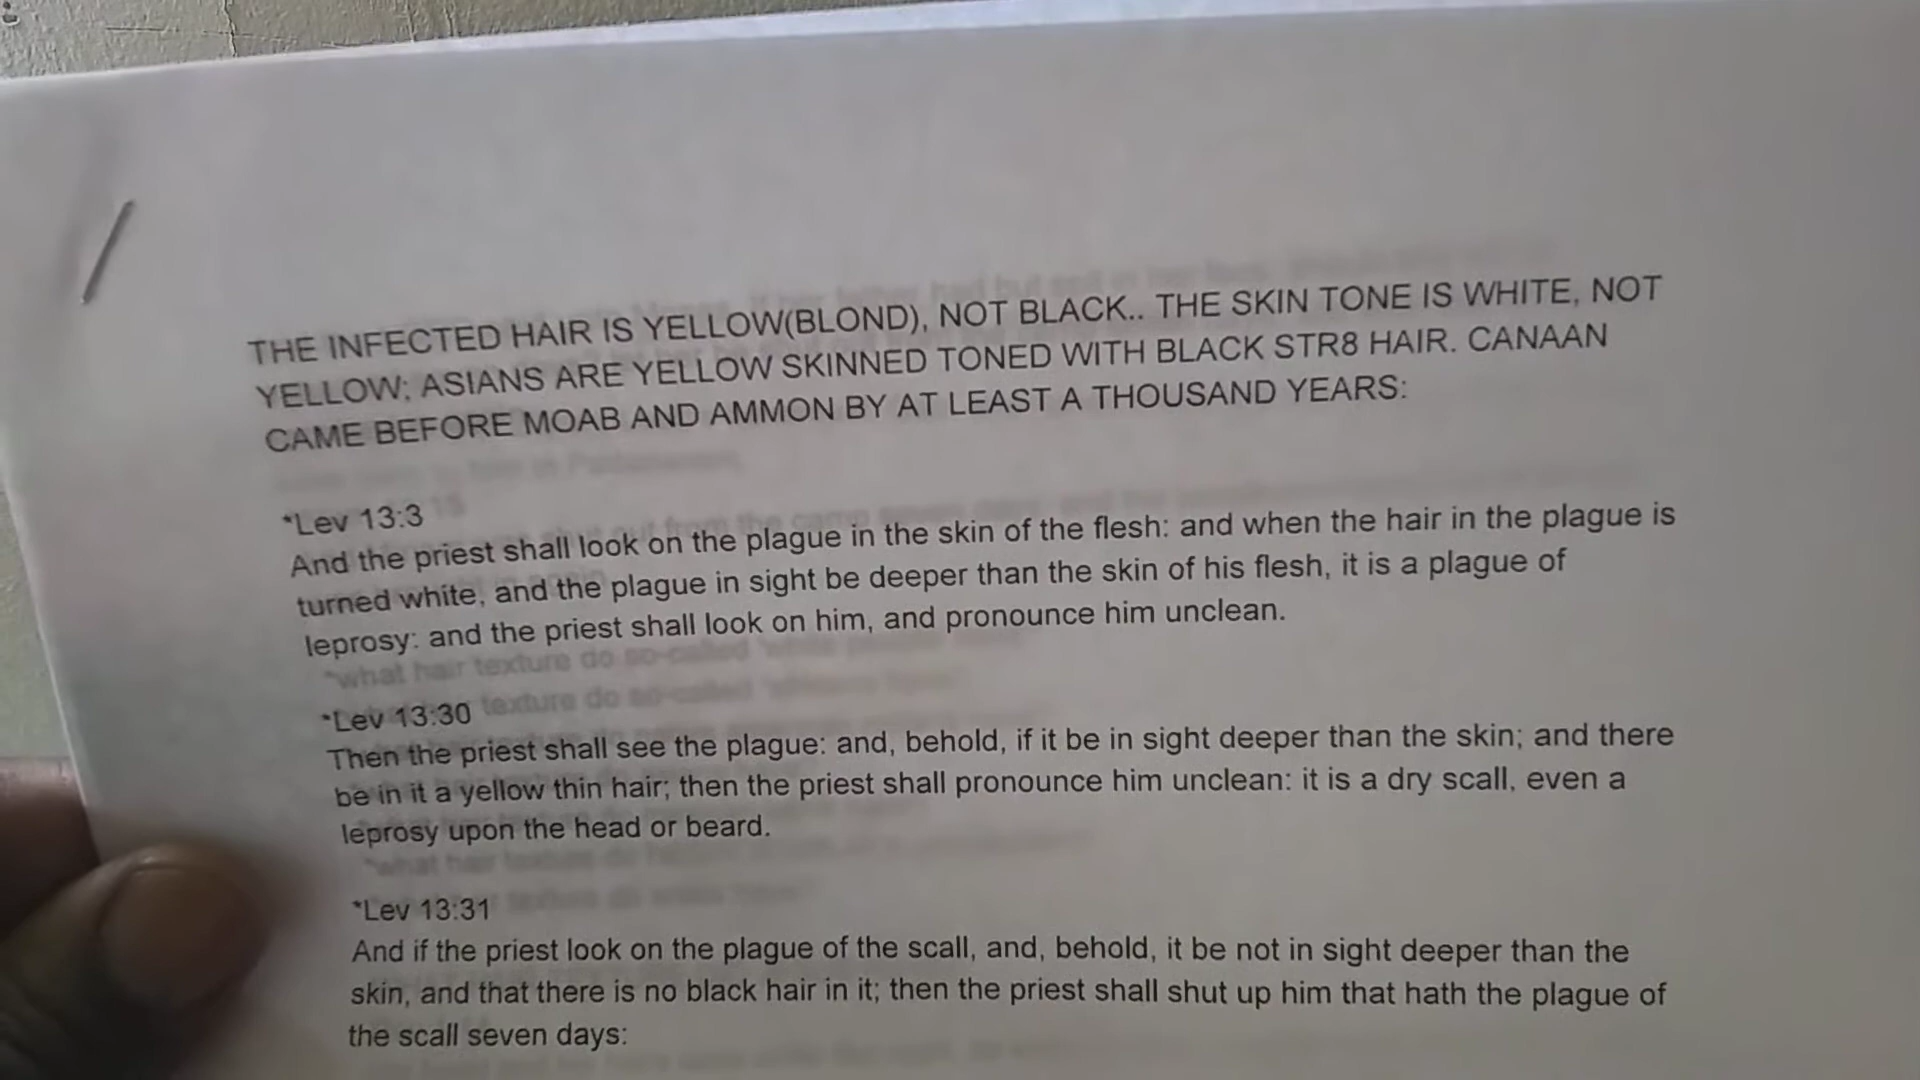 THE INFECTED HAIR IS YELLOW(BLOND), NOT BLACK.. THE SKIN TONE IS WHITE, NOT
YELLOW; ASIANS ARE YELLOW SKINNED TONED WITH BLACK STR8 HAIR. CANAAN
CAME BEFORE MOAB AND AMMON BY AT LEAST A THOUSAND YEARS:
*Lev 13:3
And the priest shall look on the plague in the skin of the flesh: and when the hair in the plague is
turned white, and the plague in sight be deeper than the skin of his flesh, it is a plague of
leprosy: and the priest shall look on him, and pronounce him unclean.
*Lev 13:30
Then the priest shall see the plague: and, behold, if it be in sight deeper than the skin; and there
be in it a yellow thin hair; then the priest shall pronounce him unclean: it is a dry scall, even a
leprosy upon the head or beard.
*Lev 13:31
And if the priest look on the plague of the scall, and, behold, it be not in sight deeper than the
skin, and that there is no black hair in it; then the priest shall shut up him that hath the plague of
the scall seven days: